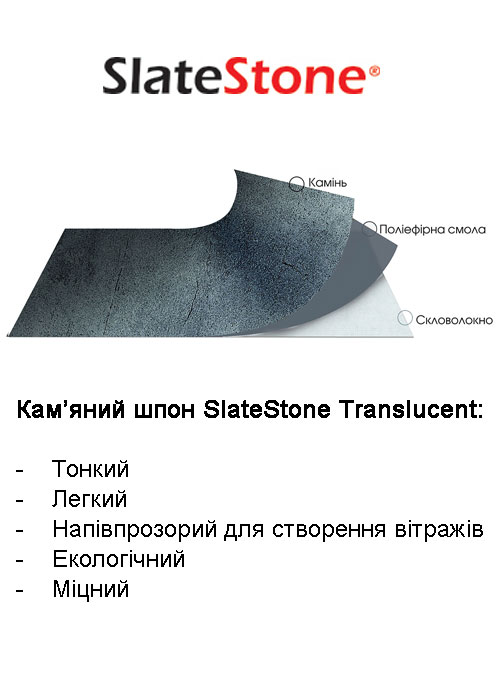 SlateStone®
Камінь
Поліефірна смола
Скловолокно
Кам’яний шпон SlateStone Translucent:
- Тонкий
- Легкий
- Напівпрозорий для створення вітражів
- Екологічний
- Міцний